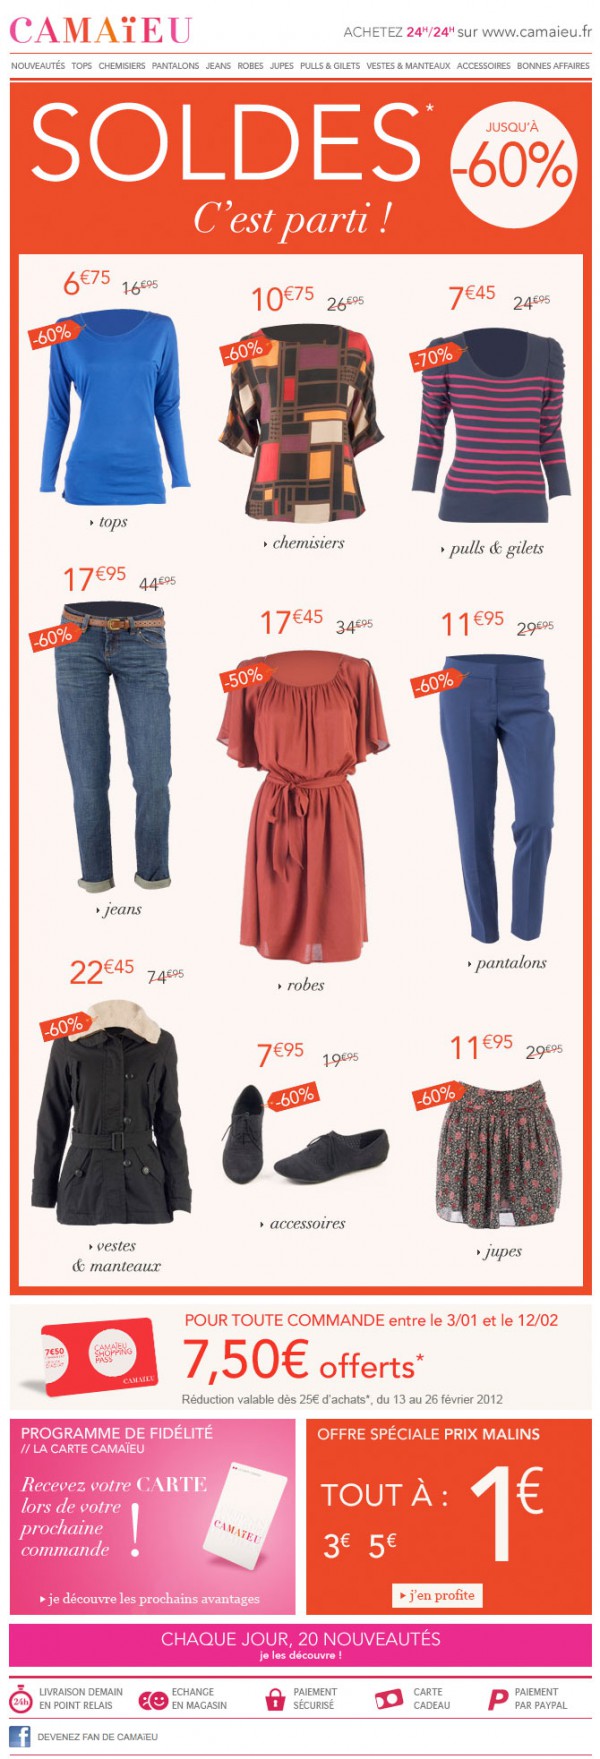 CAMAÏEU
ACHETEZ 24H/24H sur www.camaieu.fr
NOUVEAUTÉS TOPS CHEMISIERS PANTALONS JEANS ROBES JUPES PULLS & GILETS VESTES & MANTEAUX ACCESSOIRES BONNES AFFAIRES
SOLDES*
JUSQU'À
-60%
C'est parti !
6€75 16€95
10€75 26€95
7€45 24€95
-60%
-60%
-70%
▸ tops
▸ chemisiers
▸ pulls & gilets
17€95 44€95
17€45 34€95
11€95 29€95
-60%
-50%
-60%
▸ jeans
▸ robes
▸ pantalons
22€45 74€95
7€95 19€95
11€95 29€95
-60%
-60%
-60%
▸ vestes
& manteaux
▸ accessoires
▸ jupes
7€50
CAMAÏEU
SHOPPING
PASS
CAMAÏEU
POUR TOUTE COMMANDE entre le 3/01 et le 12/02
7,50€ offerts*
Réduction valable dès 25€ d'achats*, du 13 au 26 février 2012
PROGRAMME DE FIDÉLITÉ
// LA CARTE CAMAÏEU
Recevez votre CARTE
lors de votre
prochaine
commande !
CAMAÏEU
▸ je découvre les prochains avantages
OFFRE SPÉCIALE PRIX MALINS
TOUT À : 1€
3€ 5€
▸ j'en profite
CHAQUE JOUR, 20 NOUVEAUTÉS
je les découvre !
24h
LIVRAISON DEMAIN
EN POINT RELAIS
ECHANGE
EN MAGASIN
PAIEMENT
SÉCURISÉ
CARTE
CADEAU
PAIEMENT
PAR PAYPAL
f
DEVENEZ FAN DE CAMAïEU